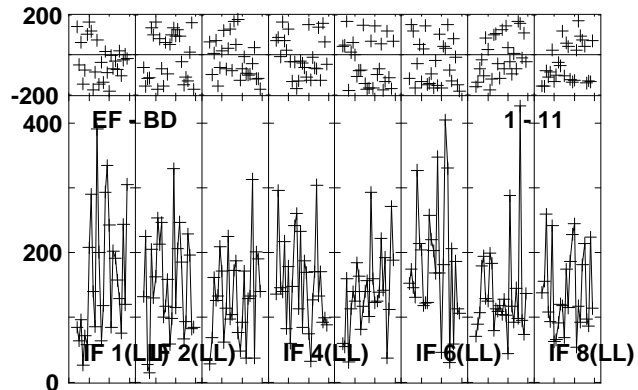 200
-200
EF - BD 1 - 11
400
200
0
IF 1(LL) IF 2(LL) IF 4(LL) IF 6(LL) IF 8(LL)